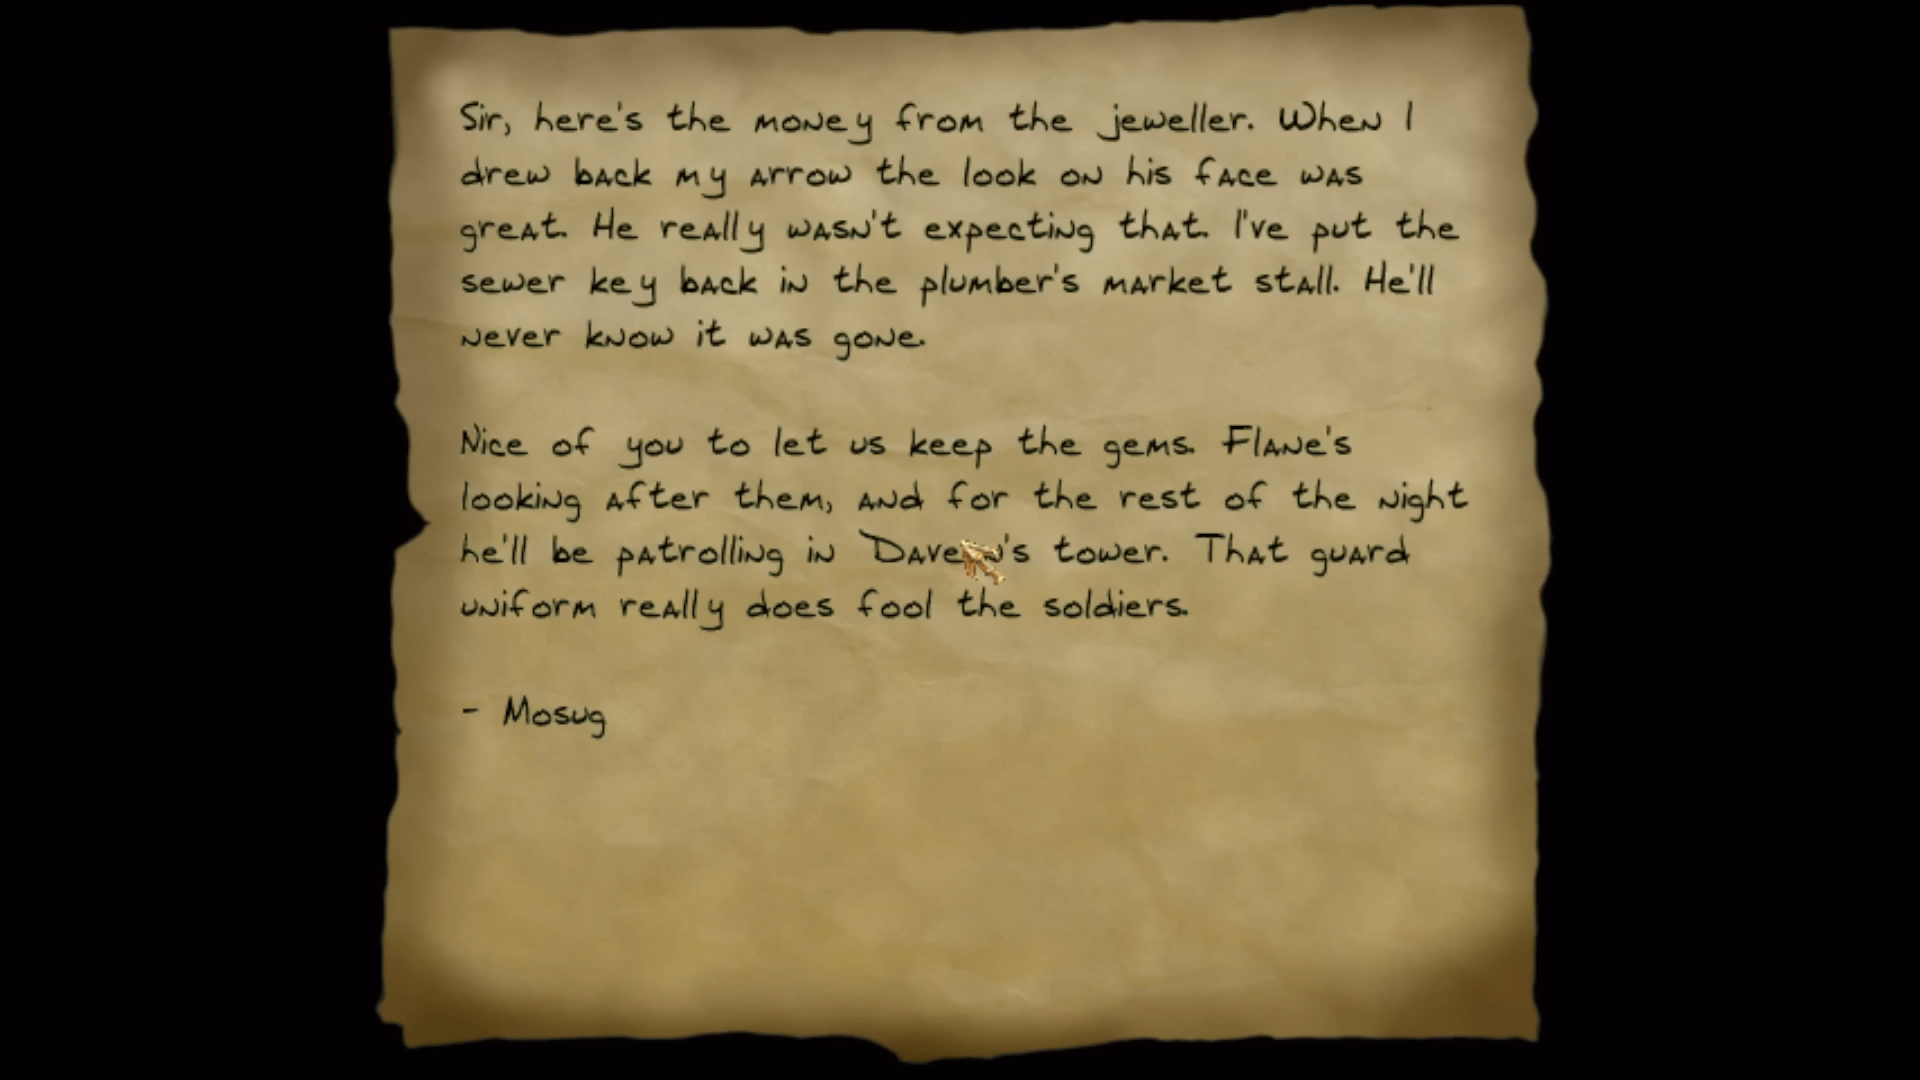 Sir, here's the money from the jeweller. When I
drew back my arrow the look on his face was
great. He really wasn't expecting that. I've put the
sewer key back in the plumber's market stall. He'll
never know it was gone.
Nice of you to let us keep the gems. Flane's
looking after them, and for the rest of the night
he'll be patrolling in tower. That guard
uniform really does fool the soldiers.
- Mosug